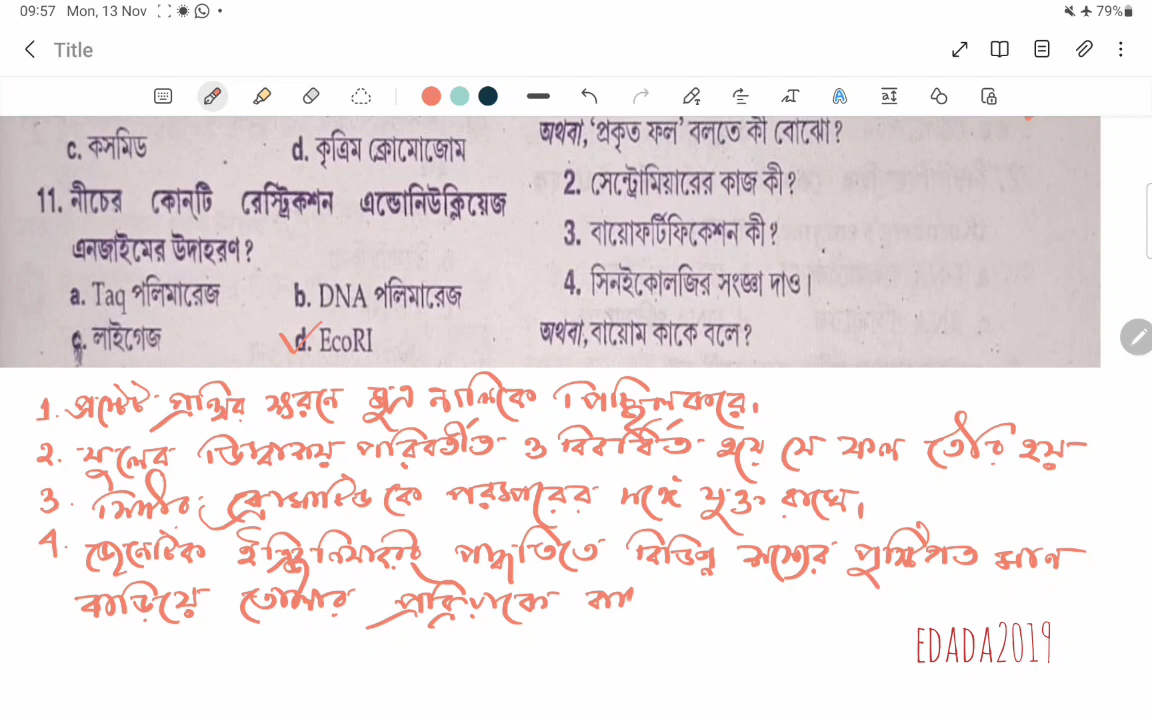 09:57 Mon, 13 Nov
79%
Title
c. কসমিড
d. কৃত্রিম ক্রোমোজোম
11. নীচের কোন্‌টি রেস্ট্রিকশন এন্ডোনিউক্লিয়েজ
এনজাইমের উদাহরণ?
a. Taq পলিমারেজ
b. DNA পলিমারেজ
c. লাইগেজ
d. EcoRI
অথবা, ‘প্রকৃত ফল’ বলতে কী বোঝো?
2. সেন্ট্রোমিয়ারের কাজ কী?
3. বায়োফর্টিফিকেশন কী?
4. সিনইকোলজির সংজ্ঞা দাও।
অথবা, বায়োম কাকে বলে?
1. প্রস্টেট গ্রন্থির ক্ষরণে মূত্র নালিকে পিচ্ছিল করে।
২. ফুলের ডিম্বাশয় পরিবর্তীত ও বিবর্ধিত হয়ে যে ফল তৈরি হয়-
3. সিস্টার ক্রোমাটিড কে পরস্পরের সঙ্গে যুক্ত রাখে।
4. জেনেটিক ইঞ্জিনিয়ারিং পদ্ধতিতে বিভিন্ন শস্যের পুষ্টিগত মান
বাড়িয়ে তোলার প্রক্রিয়াকে বা
EDADA2019